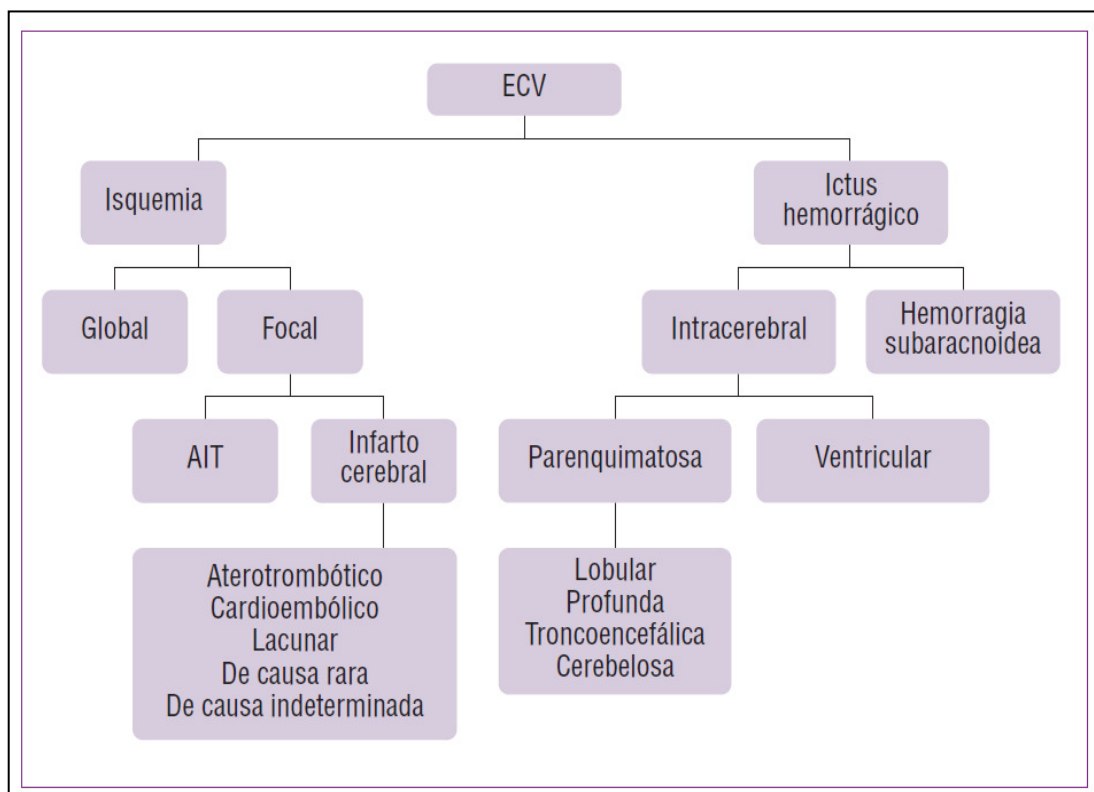 ECV
Isquemia
Ictus
hemorrágico
Global
Focal
Intracerebral
Hemorragia
subaracnoidea
AIT
Infarto
cerebral
Parenquimatosa
Ventricular
Aterotrombótico
Cardioembólico
Lacunar
De causa rara
De causa indeterminada
Lobular
Profunda
Troncoencefálica
Cerebelosa